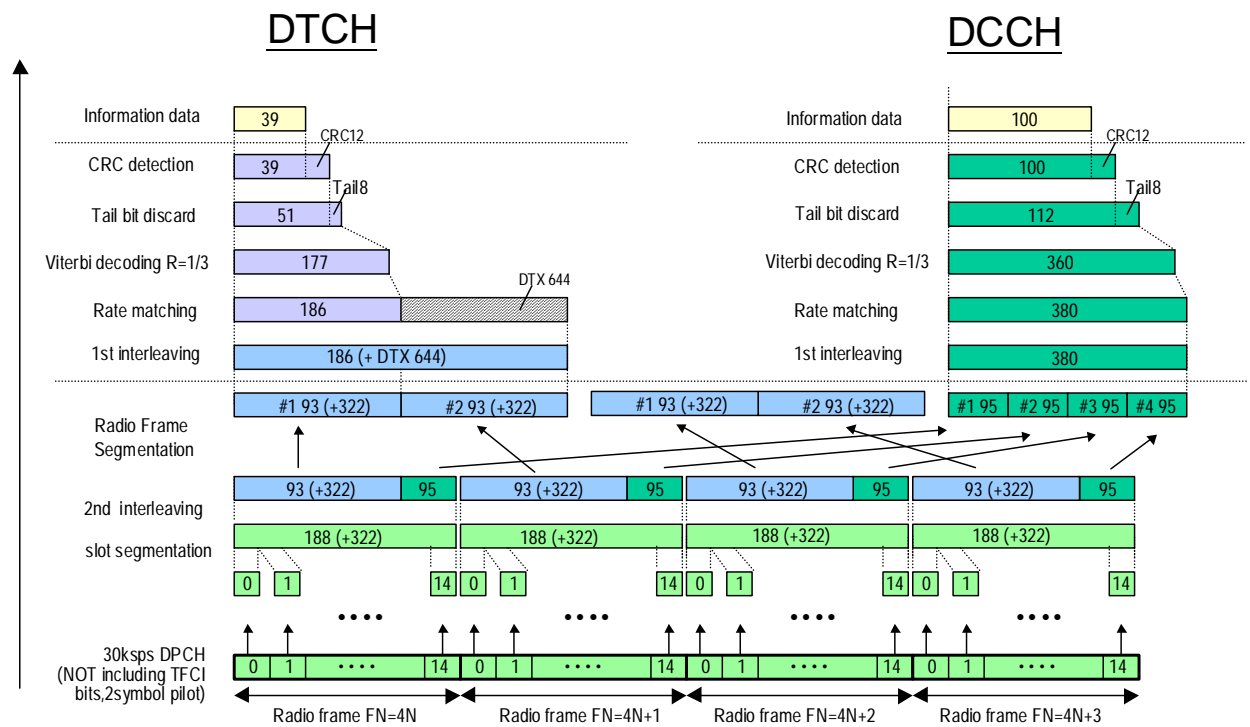 DTCH
DCCH
Information data
39
Information data
100
CRC12
CRC12
CRC detection
39
CRC detection
100
Tail8
Tail8
Tail bit discard
51
Tail bit discard
112
Viterbi decoding R=1/3
177
Viterbi decoding R=1/3
360
DTX 644
Rate matching
186
Rate matching
380
1st interleaving
186 (+ DTX 644)
1st interleaving
380
Radio Frame
Segmentation
#1 93 (+322)
#2 93 (+322)
#1 93 (+322)
#2 93 (+322)
#1 95
#2 95
#3 95
#4 95
93 (+322)
95
93 (+322)
95
93 (+322)
95
93 (+322)
95
2nd interleaving
188 (+322)
188 (+322)
188 (+322)
188 (+322)
slot segmentation
0 1 14
0 1 14
0 1 14
0 1 14
• • • •
• • • •
• • • •
• • • •
30ksps DPCH
(NOT including TFCI
bits,2symbol pilot)
0 1 • • • • 14
0 1 • • • • 14
0 1 • • • • 14
0 1 • • • • 14
Radio frame FN=4N
Radio frame FN=4N+1
Radio frame FN=4N+2
Radio frame FN=4N+3